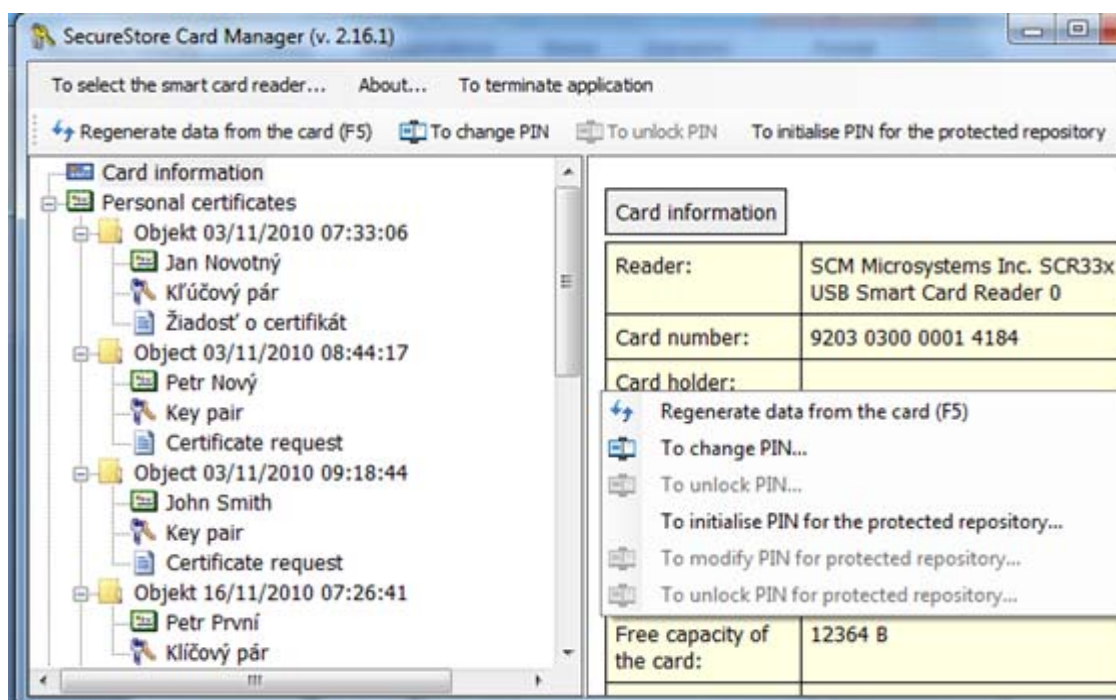 SecureStore Card Manager (v. 2.16.1)
To select the smart card reader... About... To terminate application
Regenerate data from the card (F5) To change PIN To unlock PIN To initialise PIN for the protected repository
Card information
Personal certificates
Objekt 03/11/2010 07:33:06
Jan Novotný
Kľúčový pár
Žiadosť o certifikát
Object 03/11/2010 08:44:17
Petr Nový
Key pair
Certificate request
Object 03/11/2010 09:18:44
John Smith
Key pair
Certificate request
Objekt 16/11/2010 07:26:41
Petr První
Klíčový pár
Card information
Reader: SCM Microsystems Inc. SCR33x
USB Smart Card Reader 0
Card number: 9203 0300 0001 4184
Card holder:
Regenerate data from the card (F5)
To change PIN...
To unlock PIN...
To initialise PIN for the protected repository...
To modify PIN for protected repository...
To unlock PIN for protected repository...
Free capacity of 12364 B
the card: